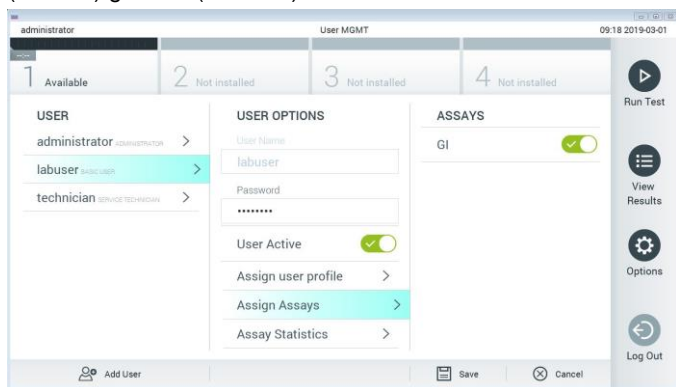 administrator User MGMT 09:18 2019-03-01
1 Available 2 Not installed 3 Not installed 4 Not installed
Run Test
USER USER OPTIONS ASSAYS
administrator ADMINISTRATOR User Name GI
labuser BASIC USER labuser
View Results
technician SERVICE TECHNICIAN Password
••••••••
User Active
Options
Assign user profile
Assign Assays
Assay Statistics
Log Out
Add User Save Cancel